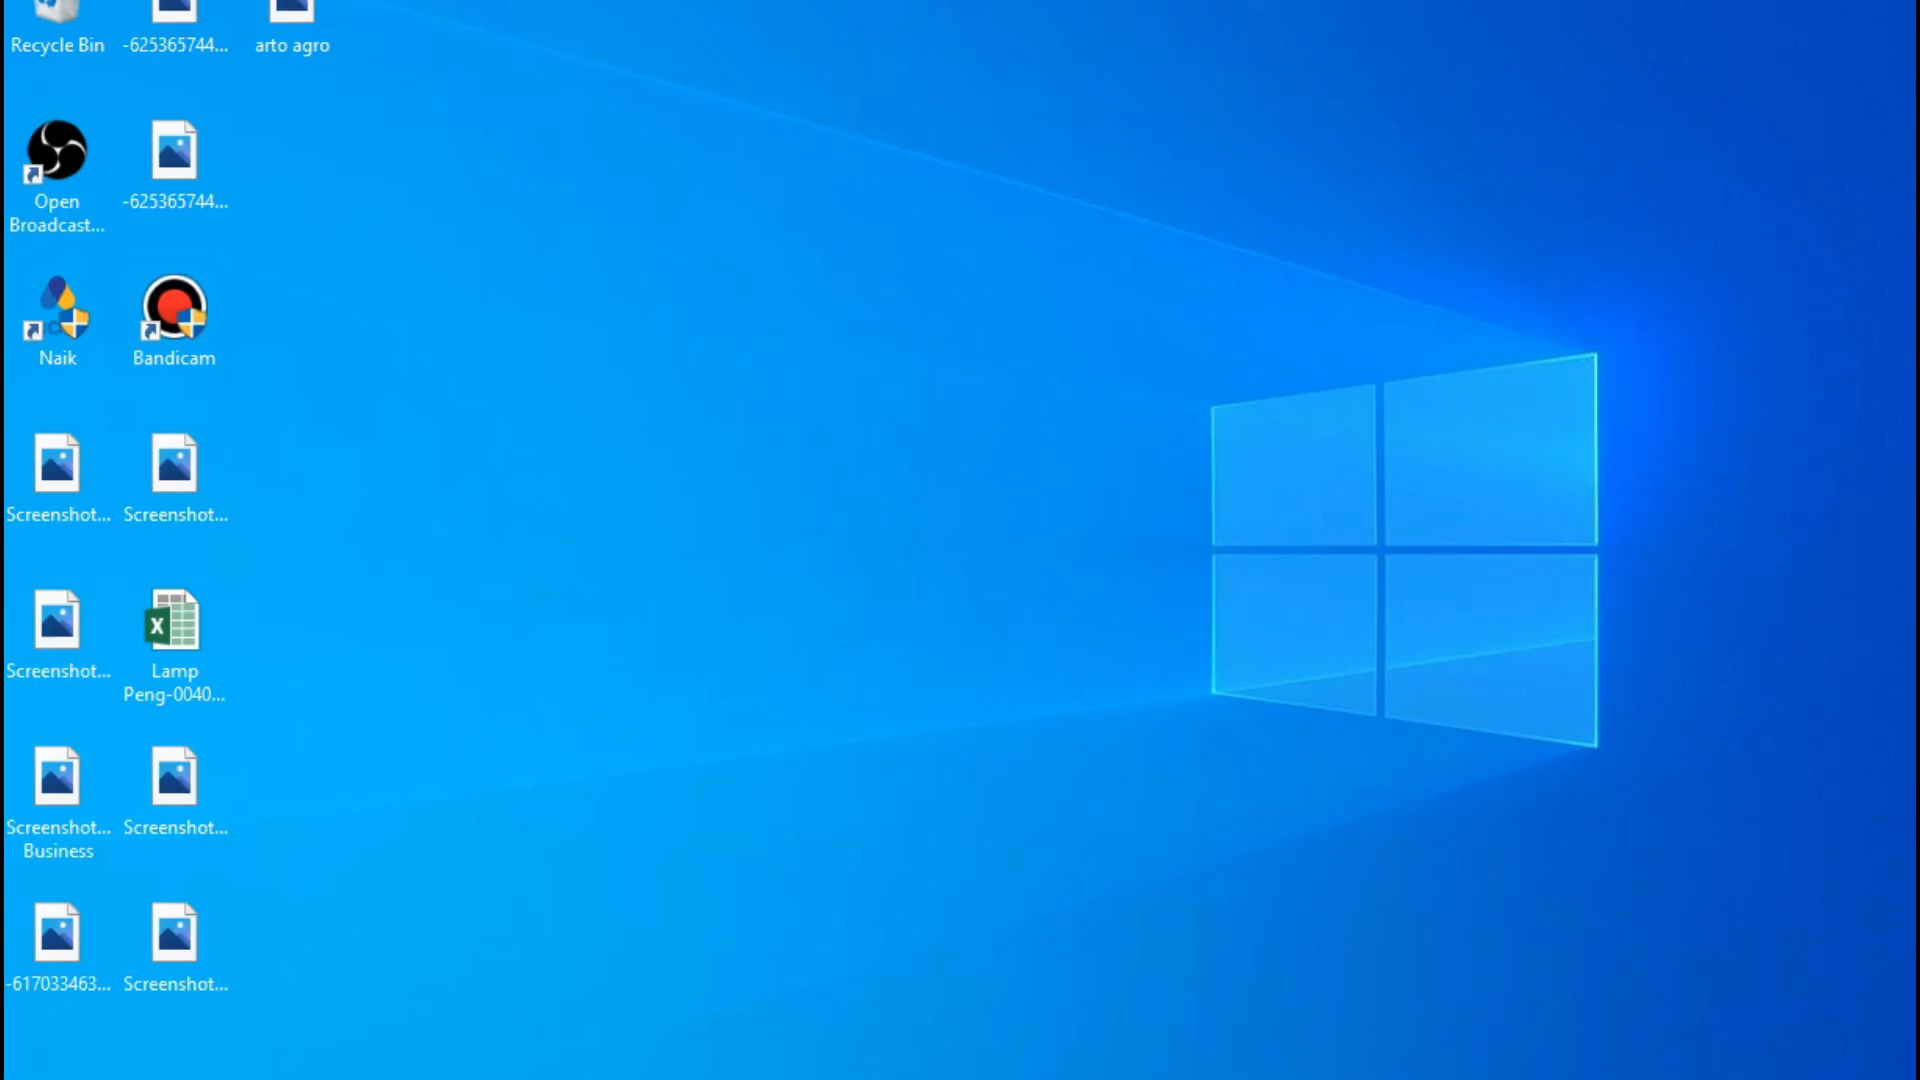 Recycle Bin
-625365744...
arto agro
Open
Broadcast...
-625365744...
Naik
Bandicam
Screenshot...
Screenshot...
Screenshot...
Lamp
Peng-0040...
Screenshot...
Business
Screenshot...
-617033463...
Screenshot...